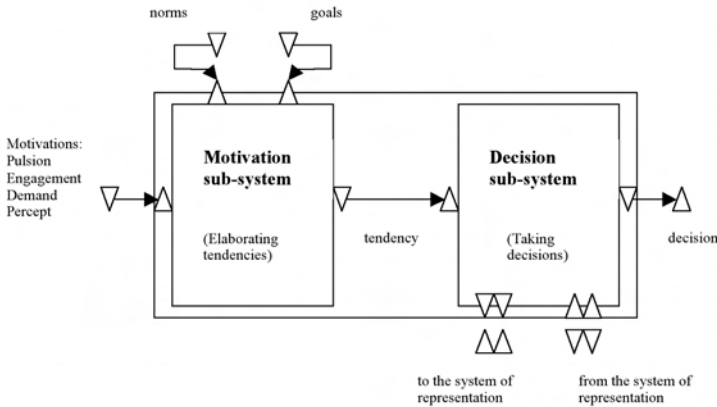 norms
goals
Motivations:
Pulsion
Engagement
Demand
Percept
Motivation
sub-system
(Elaborating
tendencies)
tendency
Decision
sub-system
(Taking
decisions)
decision
to the system of
representation
from the system of
representation